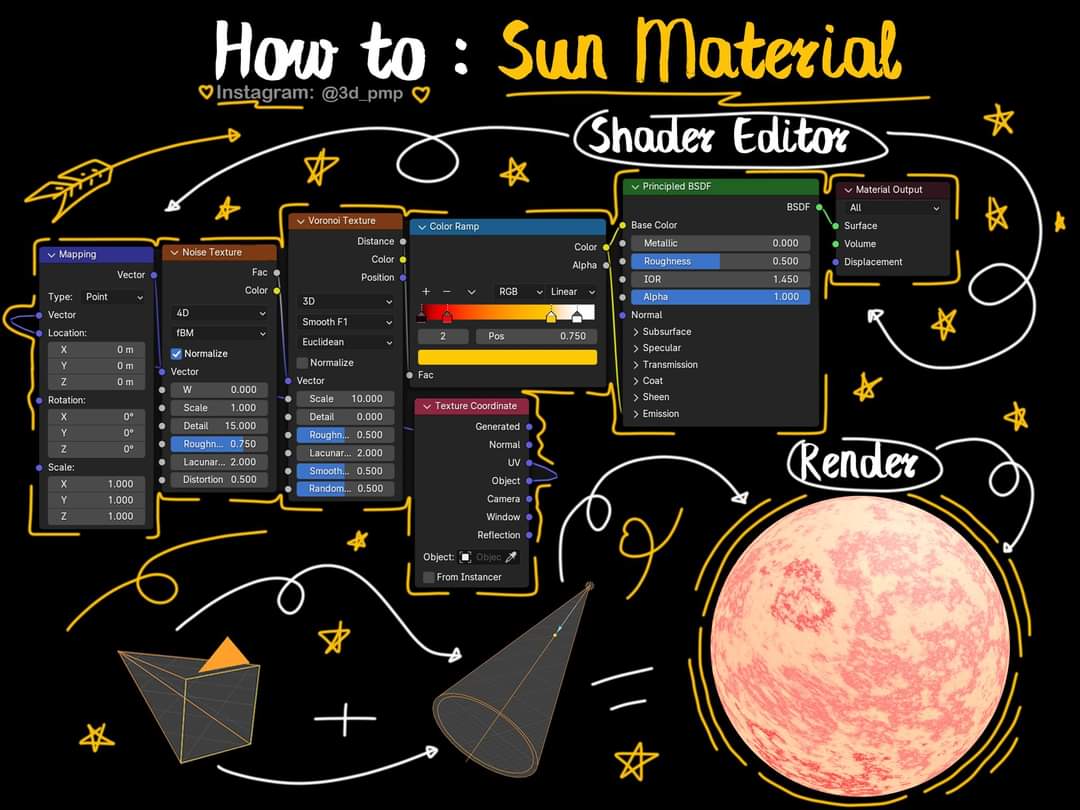 How to : Sun Material
Instagram: @3d_pmp
Shader Editor
Mapping
Vector
Type: Point
Vector
Location:
X 0 m
Y 0 m
Z 0 m
Rotation:
X 0°
Y 0°
Z 0°
Scale:
X 1.000
Y 1.000
Z 1.000
Noise Texture
Fac
Color
4D
fBM
Normalize
Vector
W 0.000
Scale 1.000
Detail 15.000
Roughn... 0.750
Lacunar... 2.000
Distortion 0.500
Voronoi Texture
Distance
Color
Position
3D
Smooth F1
Euclidean
Normalize
Vector
Scale 10.000
Detail 0.000
Roughn... 0.500
Lacunar... 2.000
Smooth... 0.500
Random... 0.500
Color Ramp
Color
Alpha
+ −
RGB Linear
2 Pos 0.750
Fac
Texture Coordinate
Generated
Normal
UV
Object
Camera
Window
Reflection
Object: Objec
From Instancer
Principled BSDF
BSDF
Base Color
Metallic 0.000
Roughness 0.500
IOR 1.450
Alpha 1.000
Normal
Subsurface
Specular
Transmission
Coat
Sheen
Emission
Material Output
All
Surface
Volume
Displacement
Render